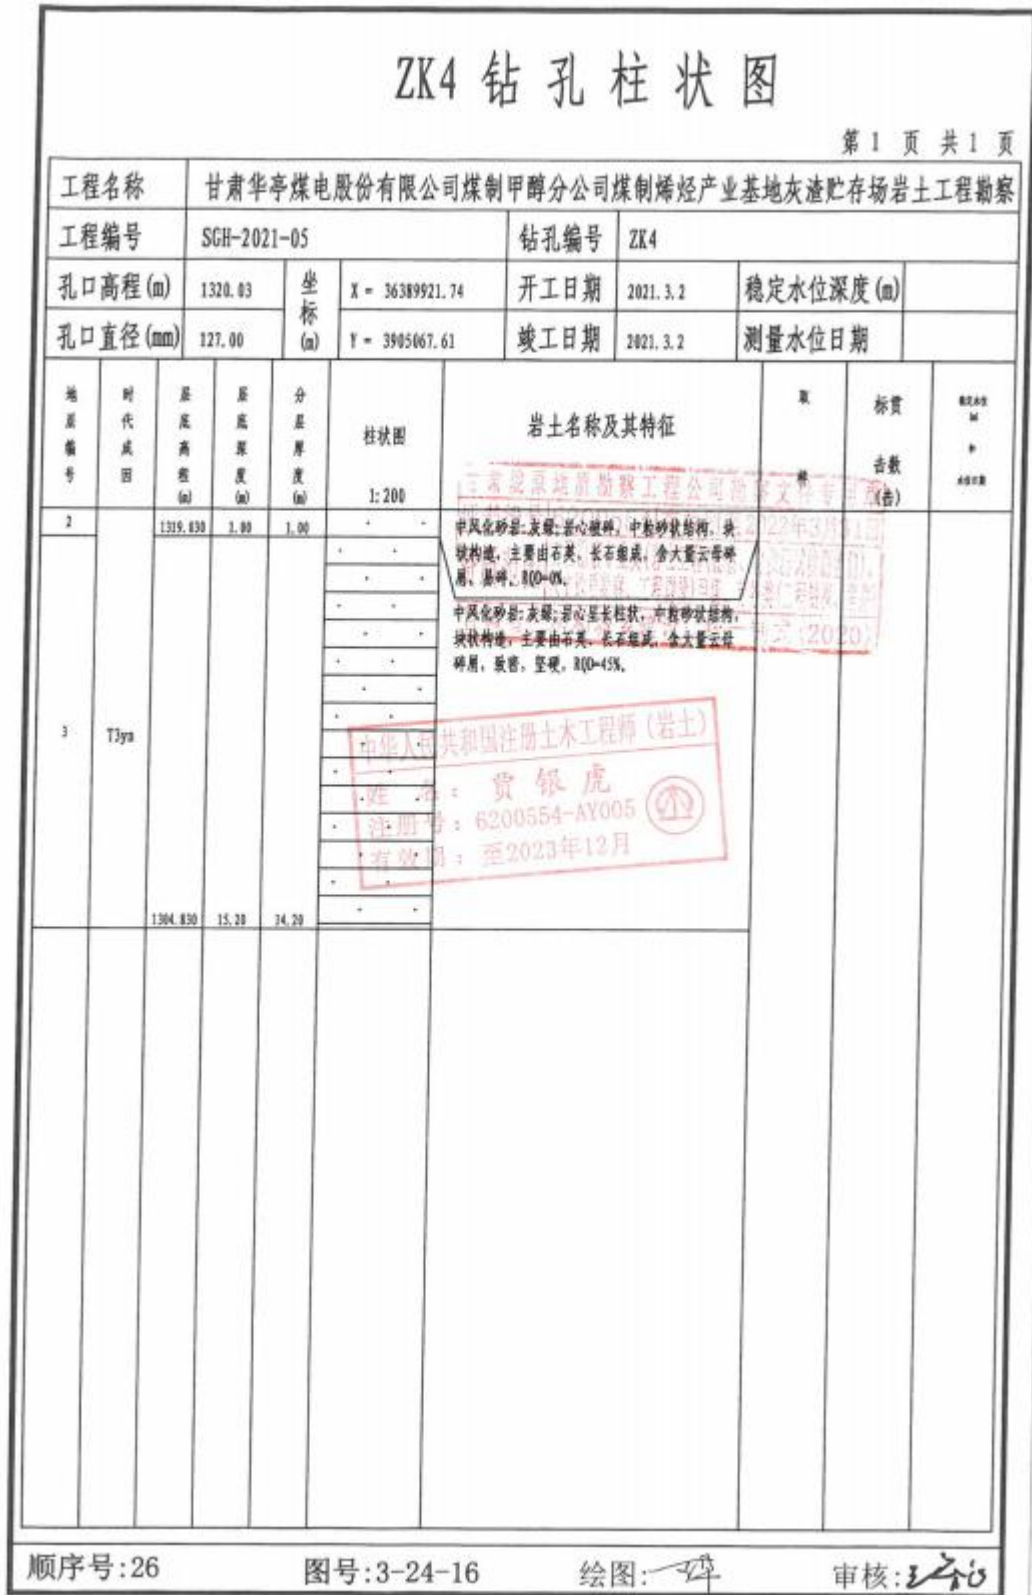 ZK4 钻孔柱状图
第 1 页 共 1 页
工程名称 甘肃华亭煤电股份有限公司煤制甲醇分公司煤制烯烃产业基地灰渣贮存场岩土工程勘察
工程编号 SGH-2021-05 钻孔编号 ZK4
孔口高程(m) 1320.03 坐标(m) X = 36389921.74 开工日期 2021.3.2 稳定水位深度(m)
孔口直径(mm) 127.00 Y = 3905067.61 竣工日期 2021.3.2 测量水位日期
地层编号 时代成因 层底高程(m) 层底深度(m) 分层厚度(m) 柱状图 1:200 岩土名称及其特征 取样 标贯击数(击)
2 1319.030 1.00 1.00
中风化砂岩:灰绿;岩心破碎,中粒砂状结构,块
状构造,主要由石英、长石组成,含大量云母碎
屑,易碎,RQD=0%。
中风化砂岩:灰绿;岩心呈长柱状,中粒砂状结构,
块状构造,主要由石英、长石组成,含大量云母
碎屑,致密,坚硬,RQD=45%。
3 T3yn 1304.830 15.20 14.20
中华人民共和国注册土木工程师(岩土)
姓 名: 贾银虎
注册号: 6200554-AY005
有效期: 至2023年12月
顺序号:26 图号:3-24-16 绘图: 审核: